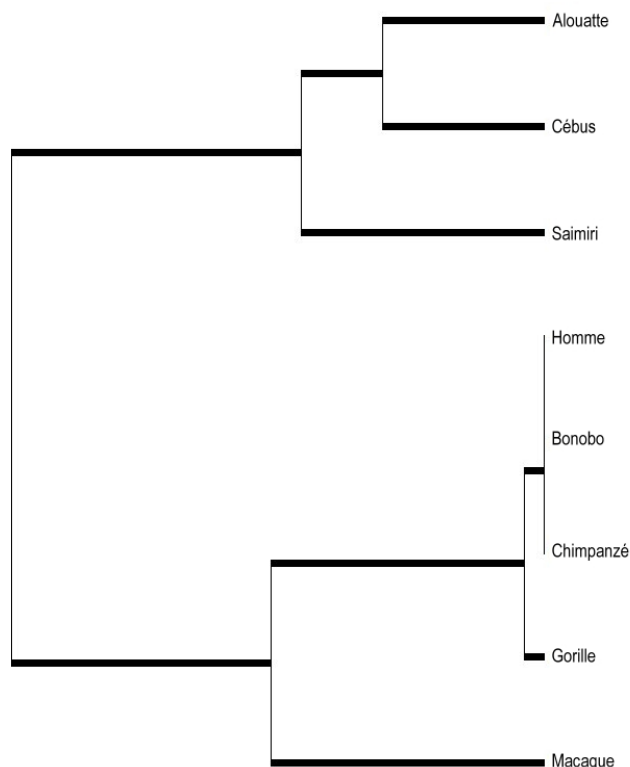 Alouatte
Cébus
Saimiri
Homme
Bonobo
Chimpanzé
Gorille
Macaque